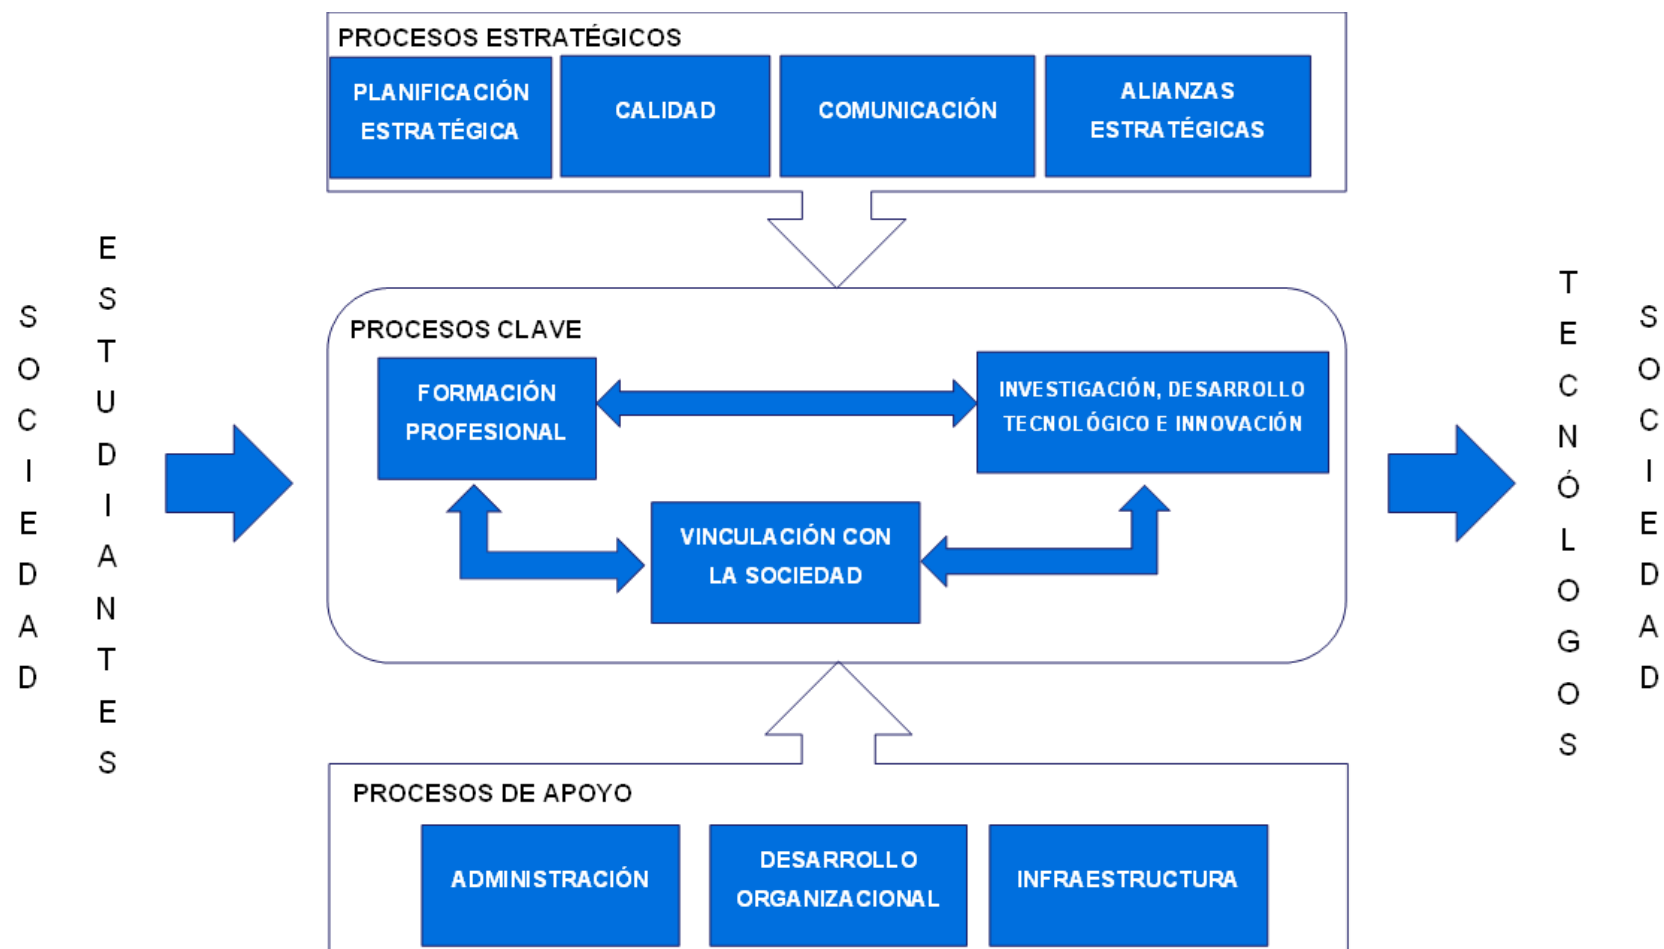 PROCESOS ESTRATÉGICOS
PLANIFICACIÓN
ESTRATÉGICA
CALIDAD
COMUNICACIÓN
ALIANZAS
ESTRATÉGICAS
SOCIEDAD
ESTUDIANTES
PROCESOS CLAVE
FORMACIÓN
PROFESIONAL
INVESTIGACIÓN, DESARROLLO
TECNOLÓGICO E INNOVACIÓN
VINCULACIÓN CON
LA SOCIEDAD
TECNÓLOGOS
SOCIEDAD
PROCESOS DE APOYO
ADMINISTRACIÓN
DESARROLLO
ORGANIZACIONAL
INFRAESTRUCTURA